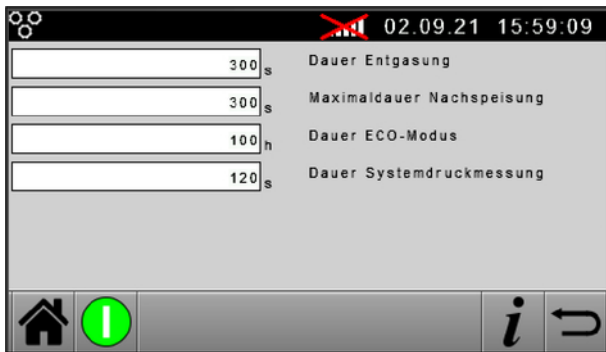 02.09.21 15:59:09
300 s Dauer Entgasung
300 s Maximaldauer Nachspeisung
100 h Dauer ECO-Modus
120 s Dauer Systemdruckmessung
i